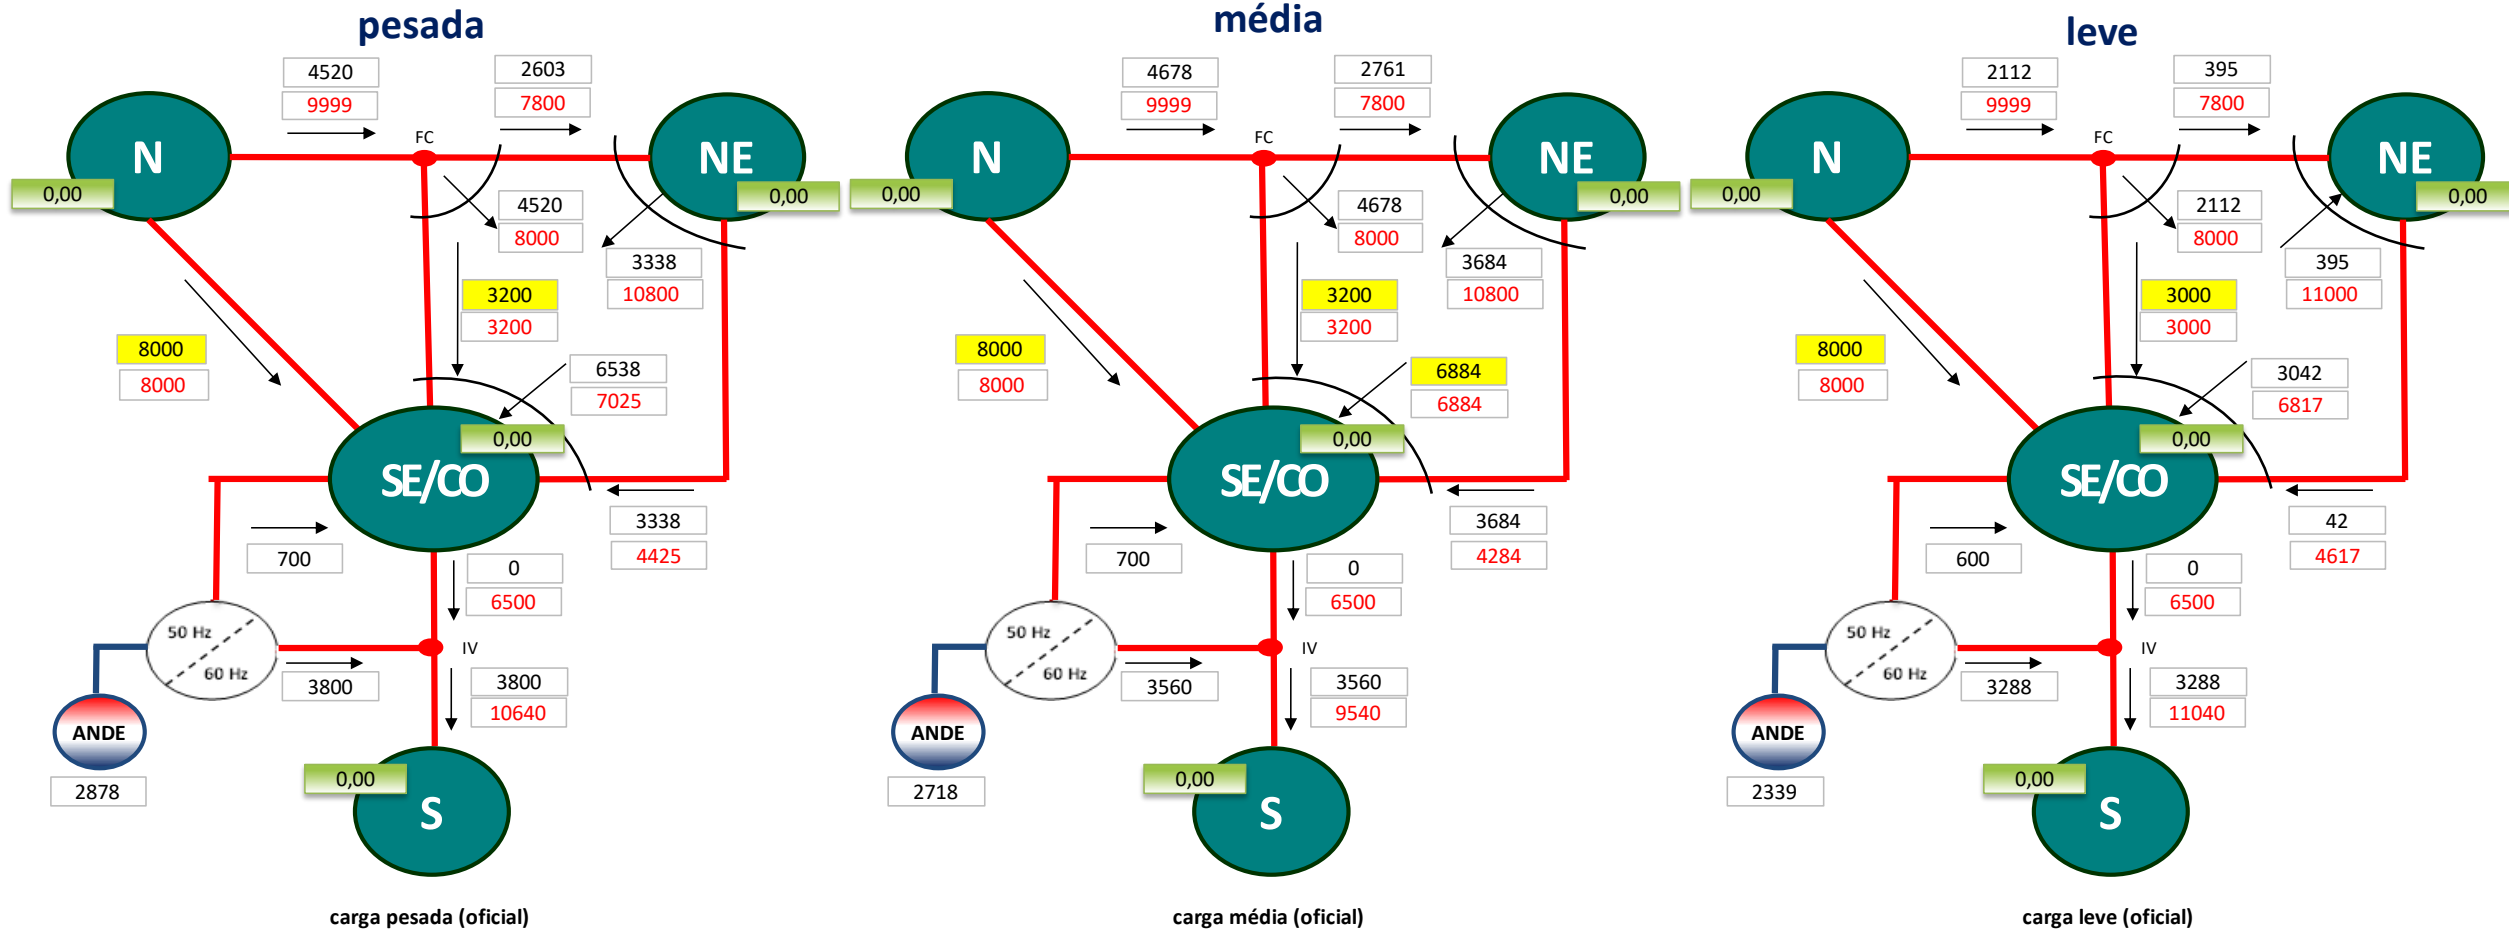 pesada
4520
9999
2603
7800
N
FC
NE
0,00
0,00
4520
8000
3338
10800
3200
3200
8000
8000
6538
7025
0,00
SE/CO
3338
4425
700
0
6500
50 Hz
60 Hz
IV
3800
3800
10640
ANDE
2878
0,00
S
carga pesada (oficial)
média
4678
9999
2761
7800
N
FC
NE
0,00
0,00
4678
8000
3684
10800
3200
3200
8000
8000
6884
6884
0,00
SE/CO
3684
4284
700
0
6500
50 Hz
60 Hz
IV
3560
3560
9540
ANDE
2718
0,00
S
carga média (oficial)
leve
2112
9999
395
7800
N
FC
NE
0,00
0,00
2112
8000
395
11000
3000
3000
8000
8000
3042
6817
0,00
SE/CO
42
4617
600
0
6500
50 Hz
60 Hz
IV
3288
3288
11040
ANDE
2339
0,00
S
carga leve (oficial)